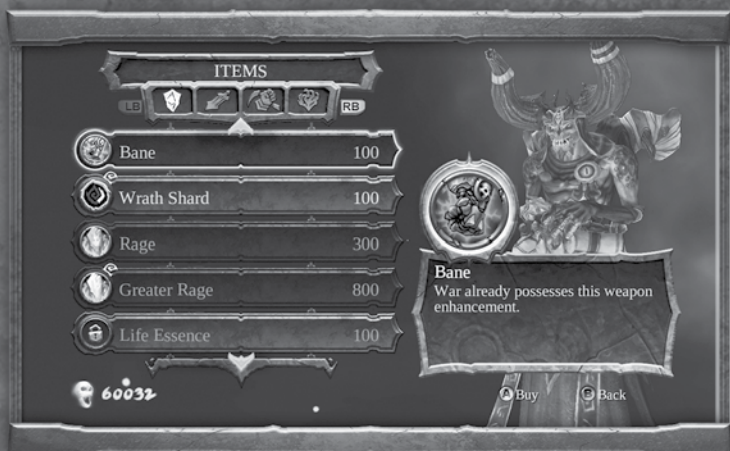 ITEMS
LB RB
Bane 100
Wrath Shard 100
Rage 300
Greater Rage 800
Life Essence 100
60032
Bane
War already possesses this weapon
enhancement.
A Buy B Back